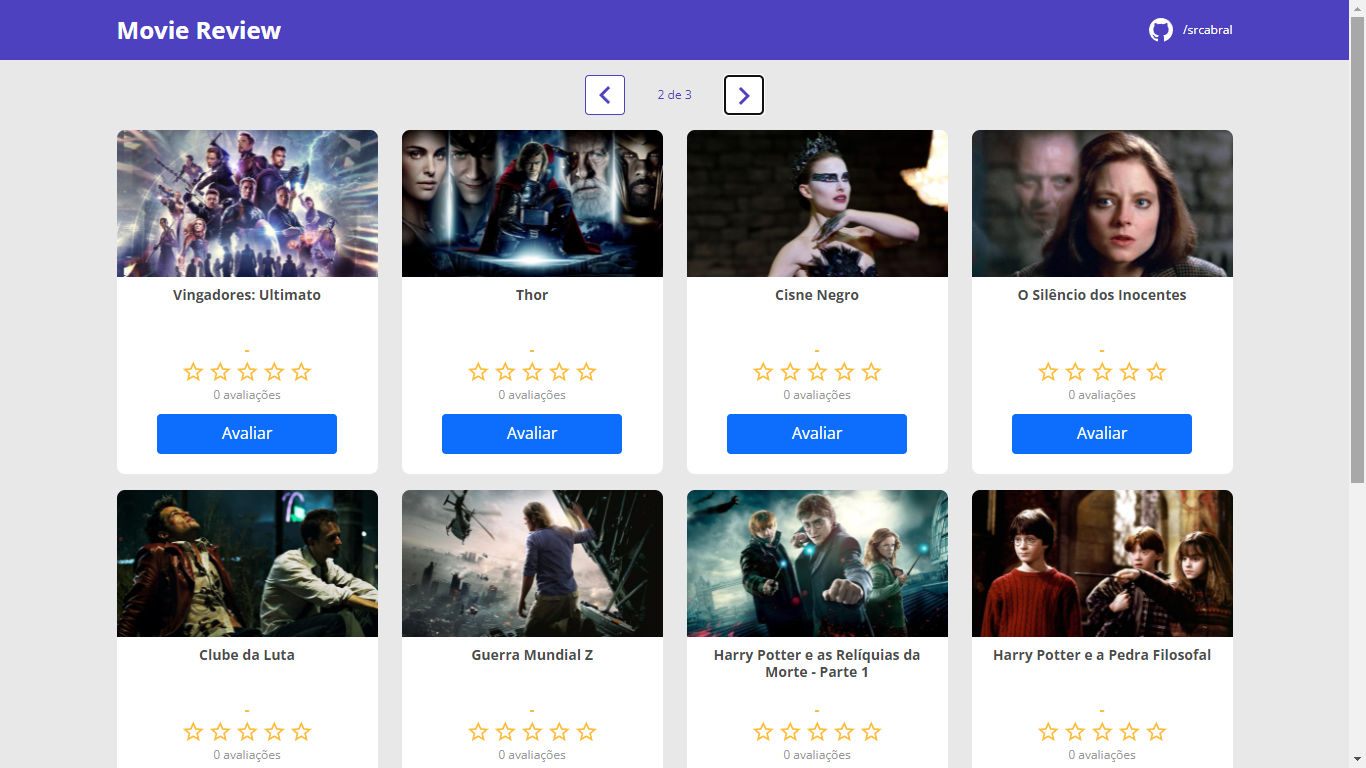 Movie Review
/srcabral
2 de 3
Vingadores: Ultimato
Thor
Cisne Negro
O Silêncio dos Inocentes
-
-
-
-
0 avaliações
0 avaliações
0 avaliações
0 avaliações
Avaliar
Avaliar
Avaliar
Avaliar
Clube da Luta
Guerra Mundial Z
Harry Potter e as Relíquias da
Morte - Parte 1
Harry Potter e a Pedra Filosofal
-
-
-
-
0 avaliações
0 avaliações
0 avaliações
0 avaliações